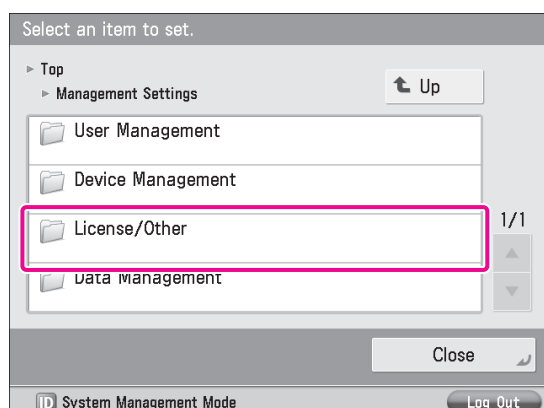 Select an item to set.
Top
Management Settings
Up
User Management
Device Management
License/Other
1/1
Data Management
Close
ID System Management Mode
Log Out